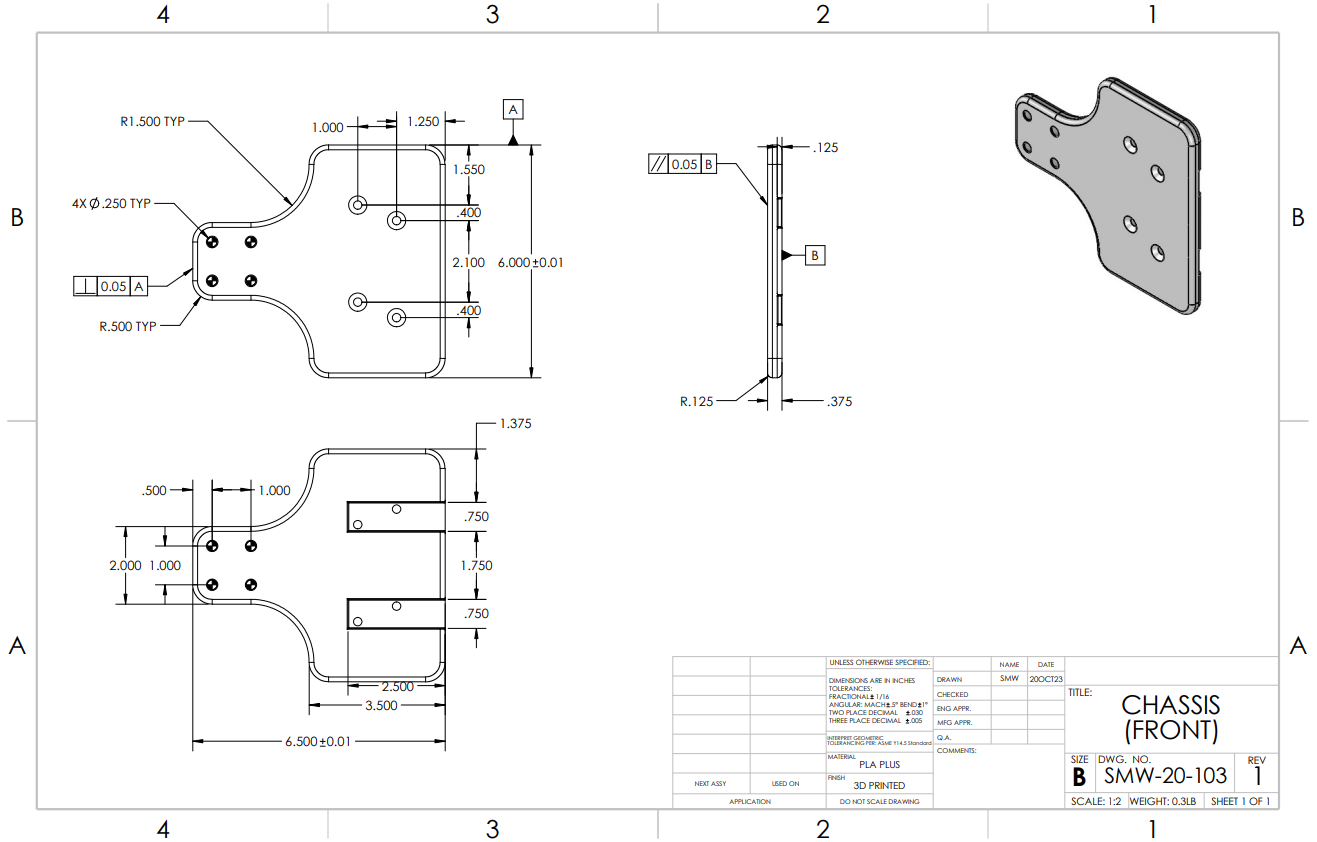 4 3 2 1
B B
A A
R1.500 TYP
1.000
1.250
A
1.550
4X Ø.250 TYP
.400
2.100
6.000±0.01
⊥ 0.05 A
.400
R.500 TYP
// 0.05 B
.125
B
R.125
.375
1.375
.500
1.000
.750
2.000
1.000
1.750
.750
2.500
3.500
6.500±0.01
UNLESS OTHERWISE SPECIFIED:
DIMENSIONS ARE IN INCHES
TOLERANCES:
FRACTIONAL± 1/16
ANGULAR: MACH±.5° BEND±1°
TWO PLACE DECIMAL ±.030
THREE PLACE DECIMAL ±.005
INTERPRET GEOMETRIC
TOLERANCING PER: ASME Y14.5 Standard
MATERIAL
PLA PLUS
FINISH
3D PRINTED
DO NOT SCALE DRAWING
NEXT ASSY
USED ON
APPLICATION
NAME DATE
DRAWN SMW 20OCT23
CHECKED
ENG APPR.
MFG APPR.
Q.A.
COMMENTS:
TITLE:
CHASSIS
(FRONT)
SIZE DWG. NO. REV
B SMW-20-103 1
SCALE: 1:2 WEIGHT: 0.3LB SHEET 1 OF 1
4 3 2 1